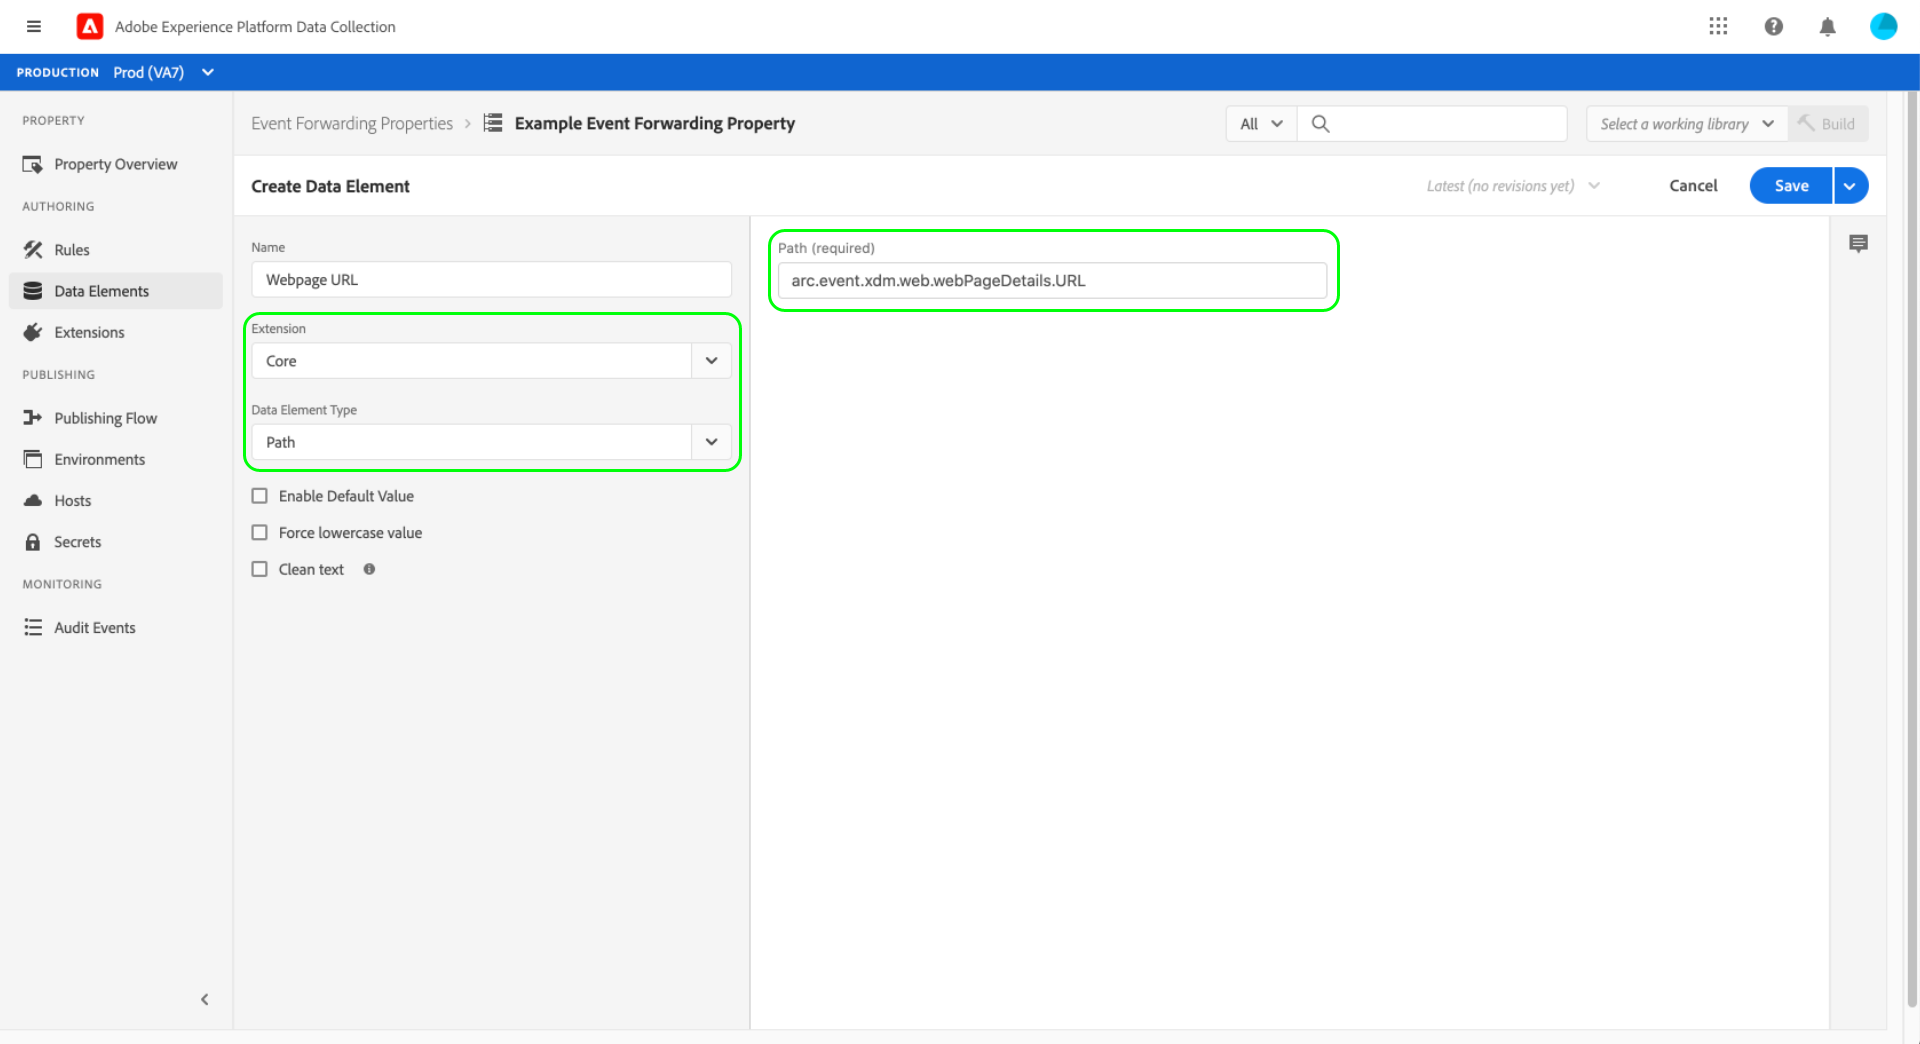 Adobe Experience Platform Data Collection
PRODUCTION Prod (VA7)
PROPERTY
Property Overview
AUTHORING
Rules
Data Elements
Extensions
PUBLISHING
Publishing Flow
Environments
Hosts
Secrets
MONITORING
Audit Events
Event Forwarding Properties > Example Event Forwarding Property
All
Select a working library
Build
Create Data Element
Latest (no revisions yet)
Cancel
Save
Name
Webpage URL
Extension
Core
Data Element Type
Path
Enable Default Value
Force lowercase value
Clean text
Path (required)
arc.event.xdm.web.webPageDetails.URL